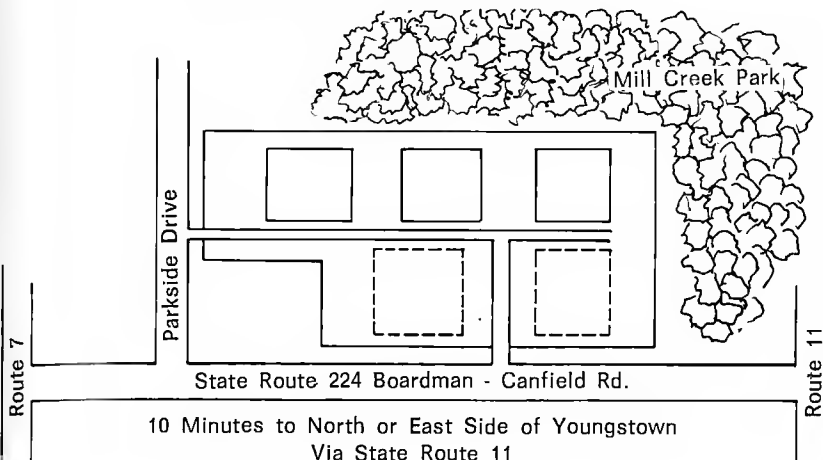 Mill Creek Park
Parkside Drive
Route 7
Route 11
State Route 224 Boardman - Canfield Rd.
10 Minutes to North or East Side of Youngstown
Via State Route 11